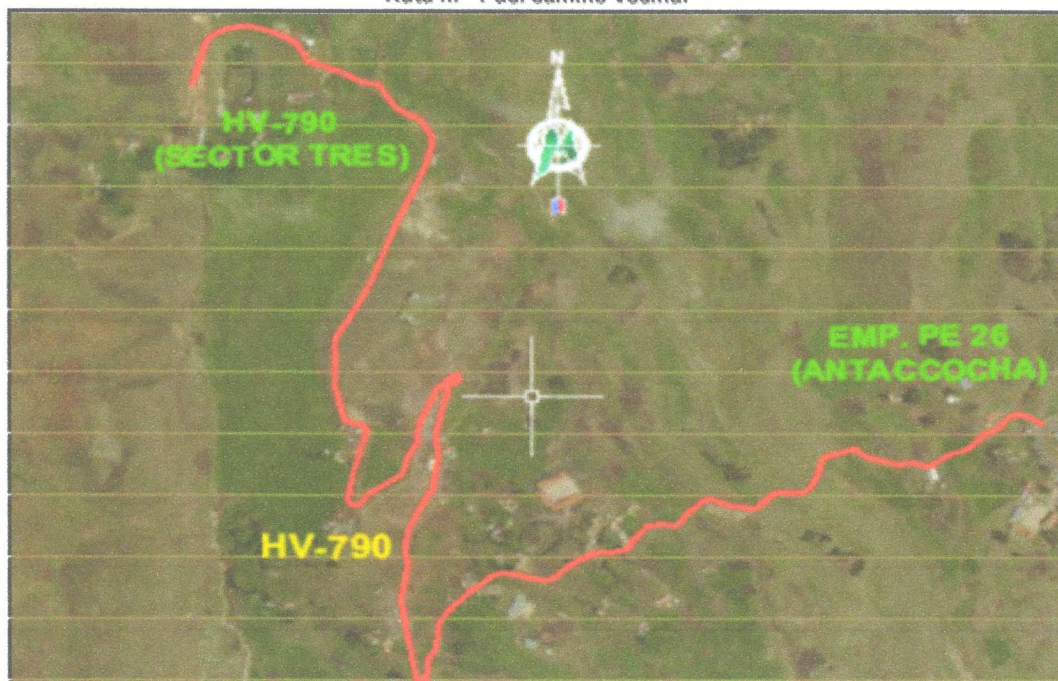 HV-790
(SECTOR TRES)
N
EMP. PE 26
(ANTACCOCHA)
HV-790